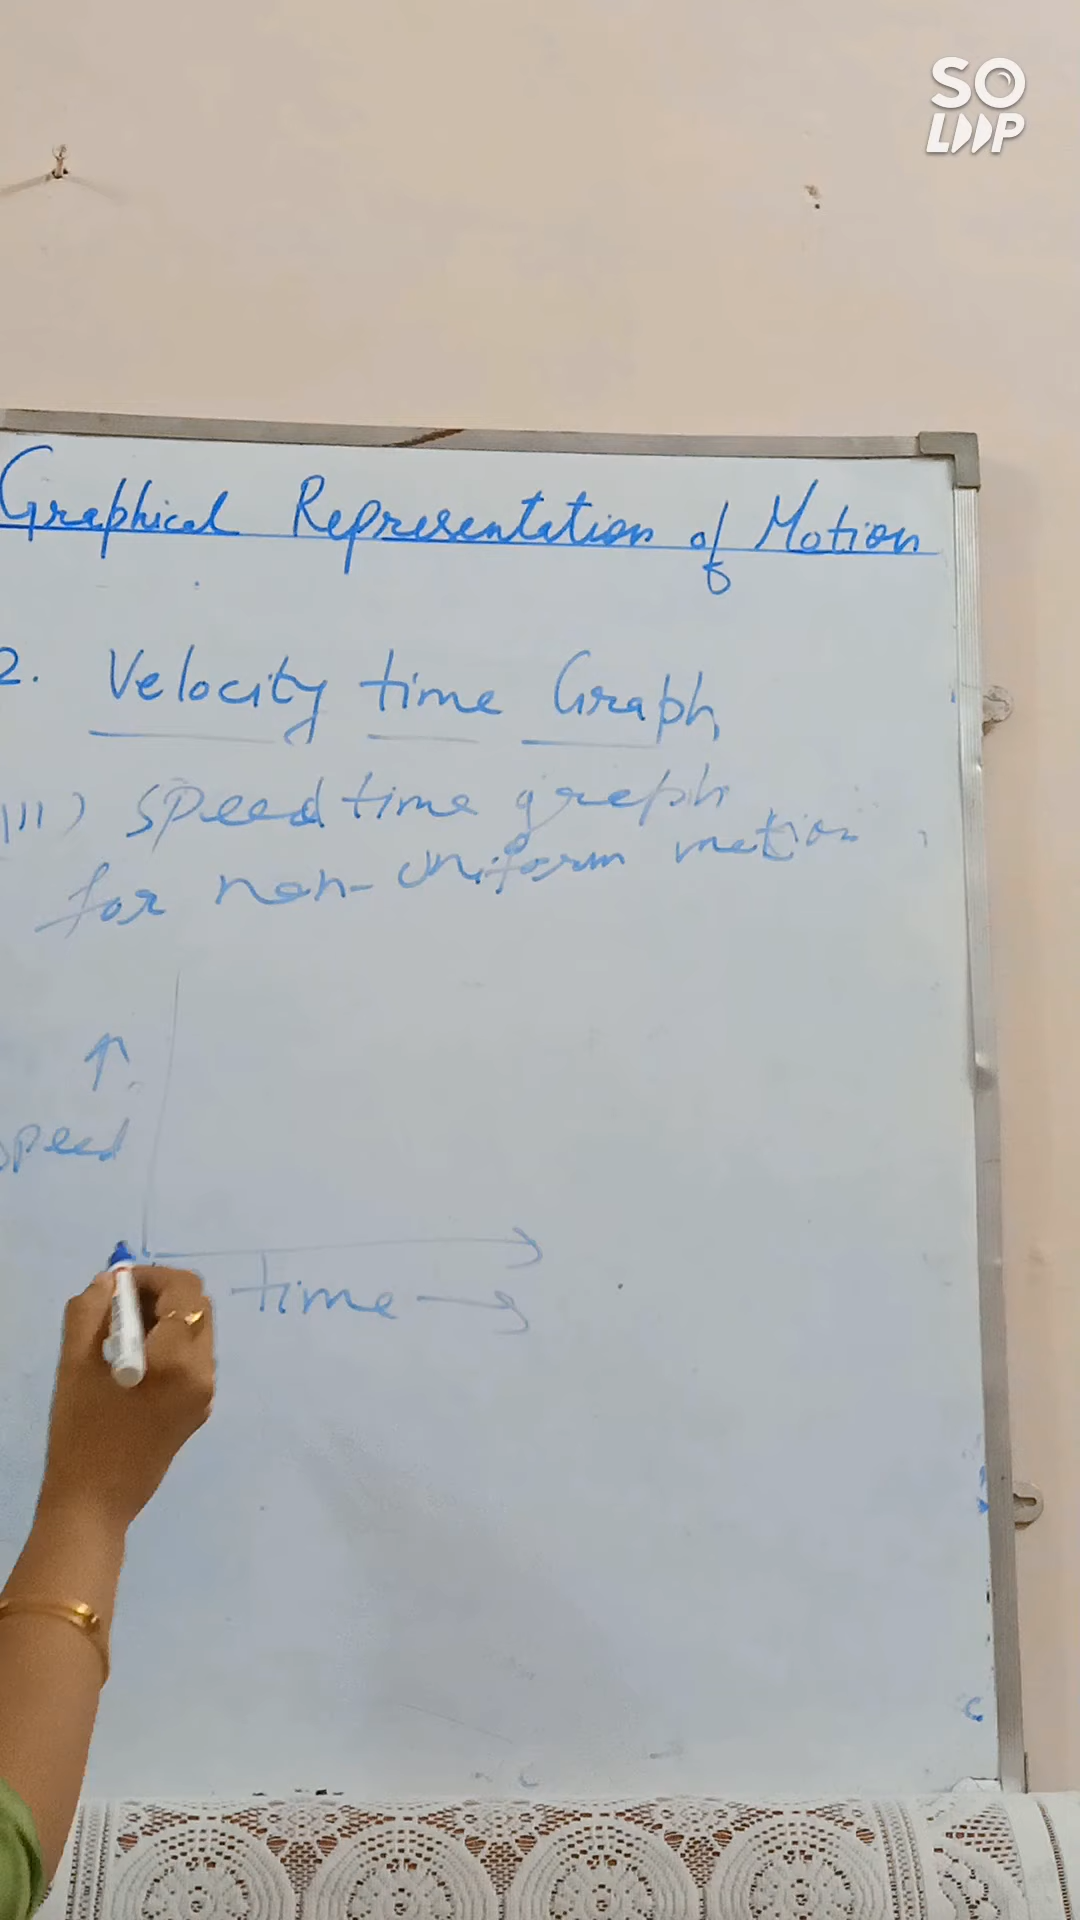 SO
LOOP
Graphical Representation of Motion
2. Velocity time Graph
iii) Speed time graph
for non-uniform motion
↑
speed
time →